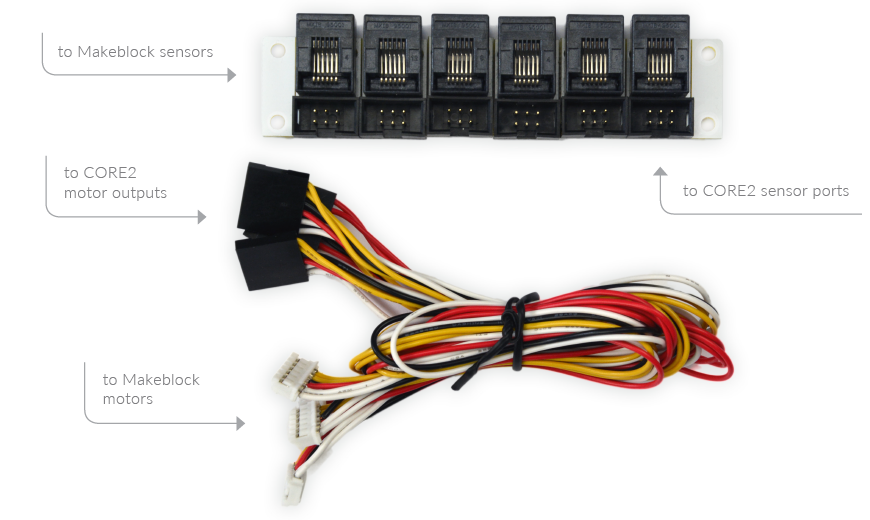 to Makeblock sensors
to CORE2
motor outputs
to CORE2 sensor ports
to Makeblock
motors